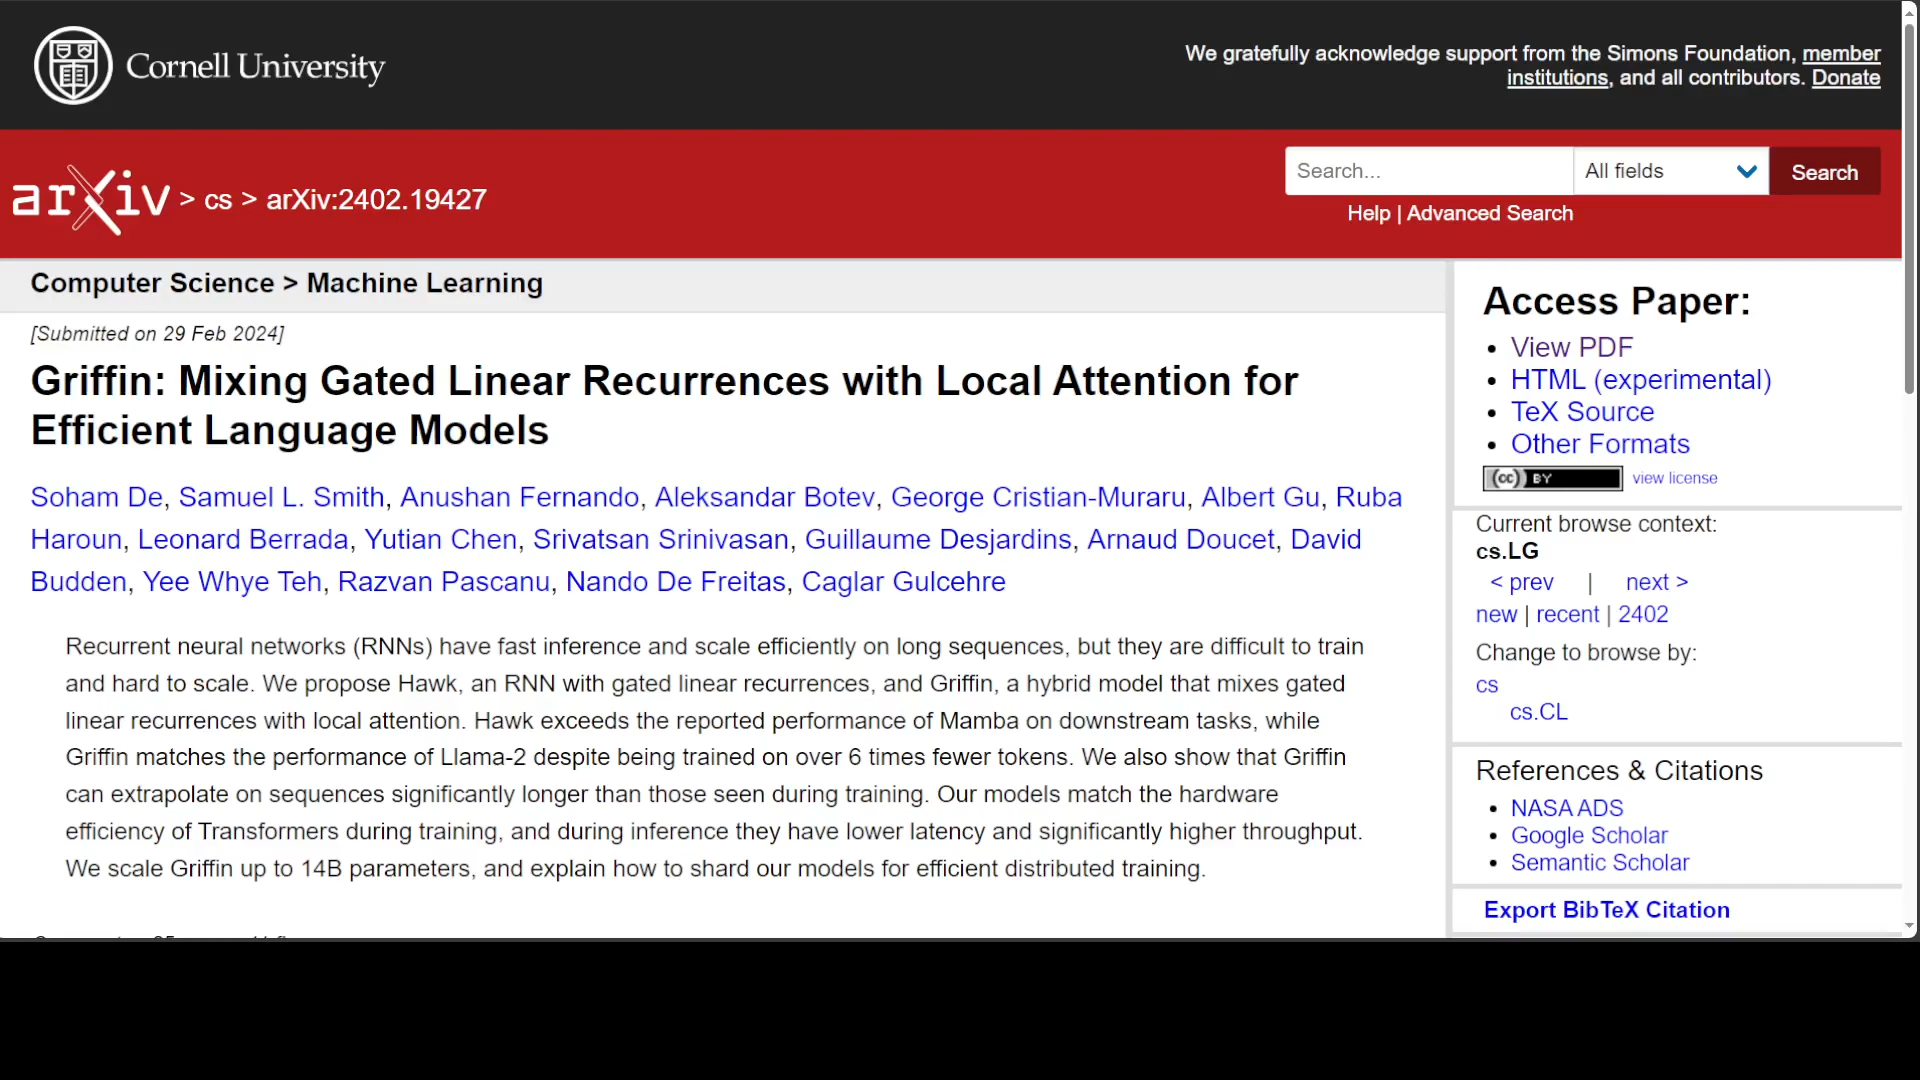 Cornell University
We gratefully acknowledge support from the Simons Foundation, member
institutions, and all contributors. Donate
arXiv > cs > arXiv:2402.19427
Search...
All fields
Search
Help | Advanced Search
Computer Science > Machine Learning
[Submitted on 29 Feb 2024]
Griffin: Mixing Gated Linear Recurrences with Local Attention for
Efficient Language Models
Soham De, Samuel L. Smith, Anushan Fernando, Aleksandar Botev, George Cristian-Muraru, Albert Gu, Ruba
Haroun, Leonard Berrada, Yutian Chen, Srivatsan Srinivasan, Guillaume Desjardins, Arnaud Doucet, David
Budden, Yee Whye Teh, Razvan Pascanu, Nando De Freitas, Caglar Gulcehre
Recurrent neural networks (RNNs) have fast inference and scale efficiently on long sequences, but they are difficult to train
and hard to scale. We propose Hawk, an RNN with gated linear recurrences, and Griffin, a hybrid model that mixes gated
linear recurrences with local attention. Hawk exceeds the reported performance of Mamba on downstream tasks, while
Griffin matches the performance of Llama-2 despite being trained on over 6 times fewer tokens. We also show that Griffin
can extrapolate on sequences significantly longer than those seen during training. Our models match the hardware
efficiency of Transformers during training, and during inference they have lower latency and significantly higher throughput.
We scale Griffin up to 14B parameters, and explain how to shard our models for efficient distributed training.
Access Paper:
View PDF
HTML (experimental)
TeX Source
Other Formats
(cc) BY view license
Current browse context:
cs.LG
< prev | next >
new | recent | 2402
Change to browse by:
cs
cs.CL
References & Citations
NASA ADS
Google Scholar
Semantic Scholar
Export BibTeX Citation